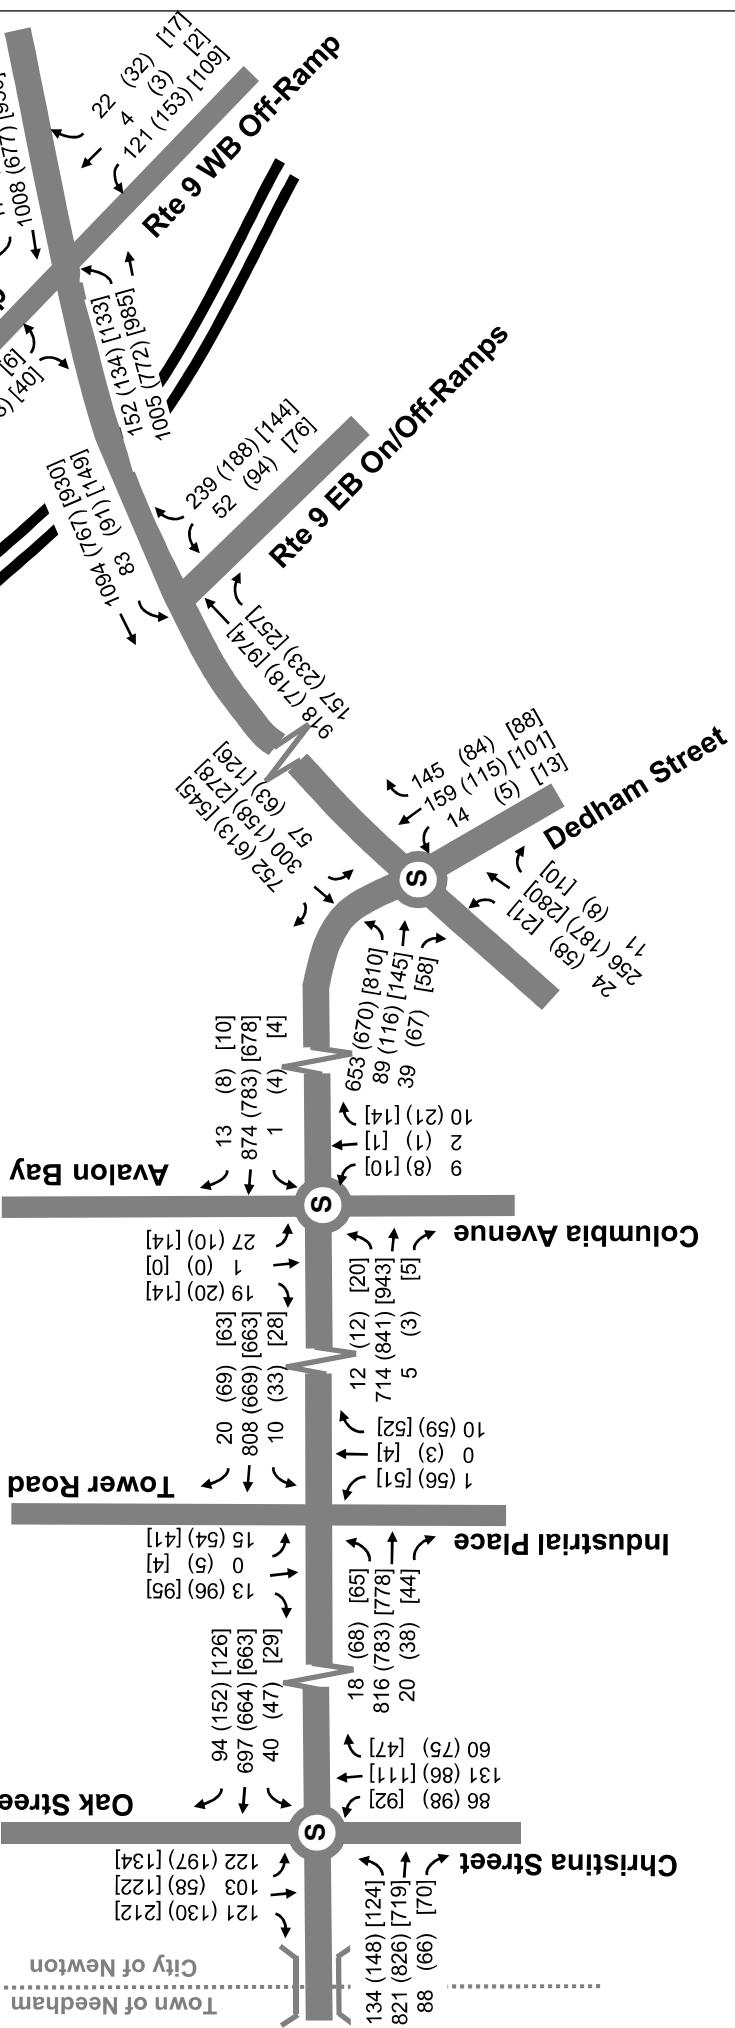 22 (32) [17]
4 (3) [2]
121 (153) [109]
Rte 9 WB Off-Ramp
1008 (677)
[6]
[40]
152 (134) [133]
1005 (772) [985]
1094 (767) [930]
83 (91) [149]
239 (188) [144]
52 (94) [76]
Rte 9 EB On/Off-Ramps
918 (718) [974]
157 (233) [257]
752 (613) [545]
300 (158) [278]
57 (63) [126]
145 (84) [88]
159 (115) [101]
14 (5) [13]
Dedham Street
S
24 (58) [21]
256 (187) [280]
11 (8) [10]
653 (670) [810]
89 (116) [145]
39 (67) [58]
13 (8) [10]
874 (783) [678]
1 (4) [4]
10 (21) [14]
2 (1) [1]
9 (8) [10]
Avalon Bay
S
Columbia Avenue
27 (10) [14]
1 (0) [0]
19 (20) [14]
12 (12) [20]
714 (841) [943]
5 (3) [5]
20 (69) [63]
808 (669) [663]
10 (33) [28]
10 (59) [52]
0 (3) [4]
1 (56) [51]
Tower Road
Industrial Place
15 (54) [41]
0 (5) [4]
13 (96) [95]
18 (68) [65]
816 (783) [778]
20 (38) [44]
94 (152) [126]
697 (664) [663]
40 (47) [29]
60 (75) [47]
131 (86) [111]
86 (98) [92]
Oak Stree
S
Christina Street
122 (197) [134]
103 (58) [122]
121 (130) [212]
134 (148) [124]
821 (826) [719]
88 (66) [70]
City of Newton
Town of Needham